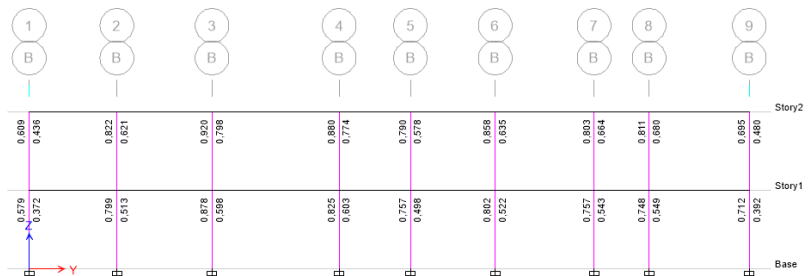 1 2 3 4 5 6 7 8 9
B B B B B B B B B
Story2
0,609 0,436 0,822 0,621 0,920 0,798 0,880 0,774 0,790 0,578 0,858 0,635 0,803 0,664 0,811 0,680 0,695 0,480
Story1
0,579 0,372 0,799 0,513 0,878 0,598 0,825 0,603 0,757 0,498 0,802 0,522 0,757 0,543 0,748 0,549 0,712 0,392
Z
Base
Y